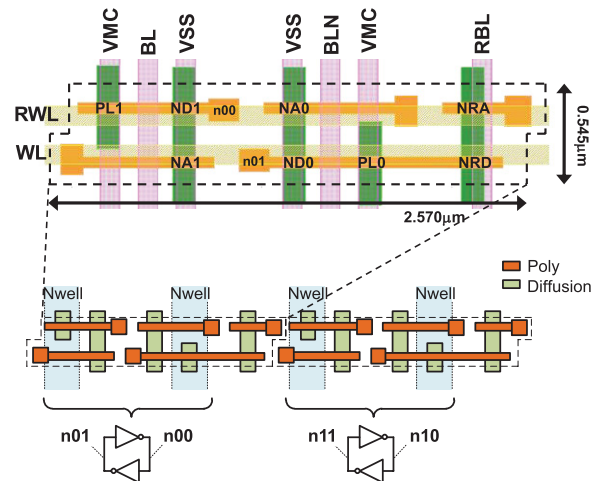 VMC BL VSS VSS BLN VMC RBL
RWL PL1 ND1 n00 NA0 NRA
WL NA1 n01 ND0 PL0 NRD
0.545μm
2.570μm
Poly
Diffusion
Nwell Nwell Nwell Nwell
n01 n00 n11 n10